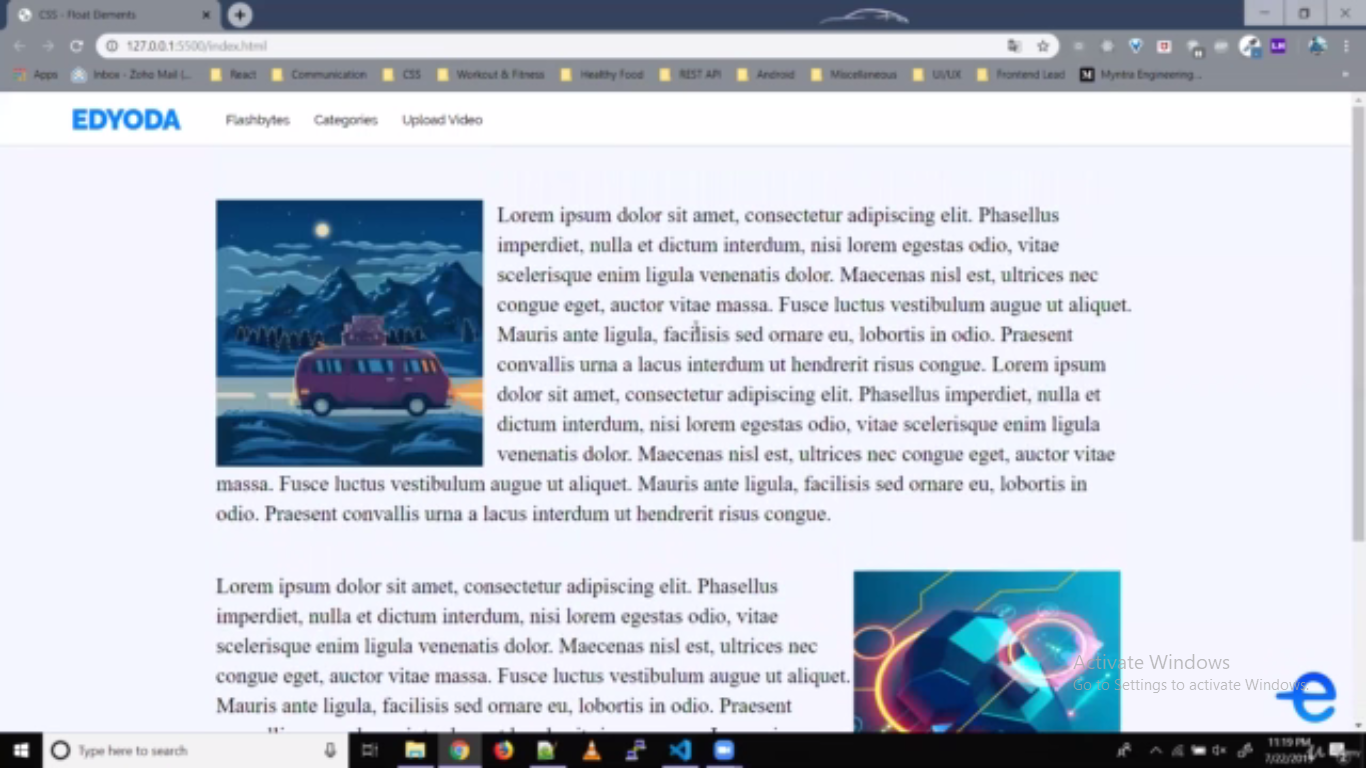 CSS - Float Elements
127.0.0.1:5500/index.html
Apps Inbox - Zoho Mail (... React Communication CSS Workout & Fitness Healthy Food REST API Android Miscellaneous UI/UX Frontend Lead Myntra Engineering...
EDYODA Flashbytes Categories Upload Video
Lorem ipsum dolor sit amet, consectetur adipiscing elit. Phasellus
imperdiet, nulla et dictum interdum, nisi lorem egestas odio, vitae
scelerisque enim ligula venenatis dolor. Maecenas nisl est, ultrices nec
congue eget, auctor vitae massa. Fusce luctus vestibulum augue ut aliquet.
Mauris ante ligula, facilisis sed ornare eu, lobortis in odio. Praesent
convallis urna a lacus interdum ut hendrerit risus congue. Lorem ipsum
dolor sit amet, consectetur adipiscing elit. Phasellus imperdiet, nulla et
dictum interdum, nisi lorem egestas odio, vitae scelerisque enim ligula
venenatis dolor. Maecenas nisl est, ultrices nec congue eget, auctor vitae
massa. Fusce luctus vestibulum augue ut aliquet. Mauris ante ligula, facilisis sed ornare eu, lobortis in
odio. Praesent convallis urna a lacus interdum ut hendrerit risus congue.
Lorem ipsum dolor sit amet, consectetur adipiscing elit. Phasellus
imperdiet, nulla et dictum interdum, nisi lorem egestas odio, vitae
scelerisque enim ligula venenatis dolor. Maecenas nisl est, ultrices nec
congue eget, auctor vitae massa. Fusce luctus vestibulum augue ut aliquet.
Mauris ante ligula, facilisis sed ornare eu, lobortis in odio. Praesent
Activate Windows
Go to Settings to activate Windows.
Type here to search
11:19 PM